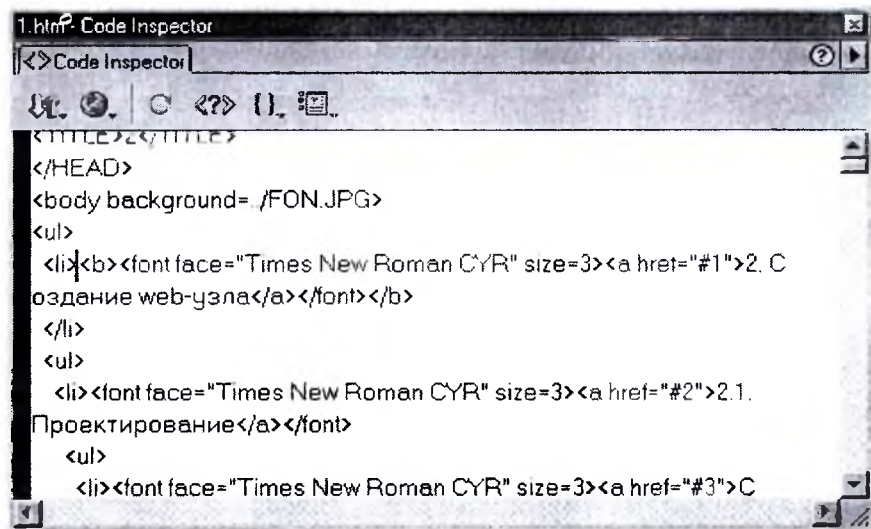 1.htm - Code Inspector
<>Code Inspector
<TITLE>2</TITLE>
</HEAD>
<body background=../FON.JPG>
<ul>
<li><b><font face="Times New Roman CYR" size=3><a href="#1">2. С
оздание web-узла</a></font></b>
</li>
<ul>
<li><font face="Times New Roman CYR" size=3><a href="#2">2.1.
Проектирование</a></font>
<ul>
<li><font face="Times New Roman CYR" size=3><a href="#3">С